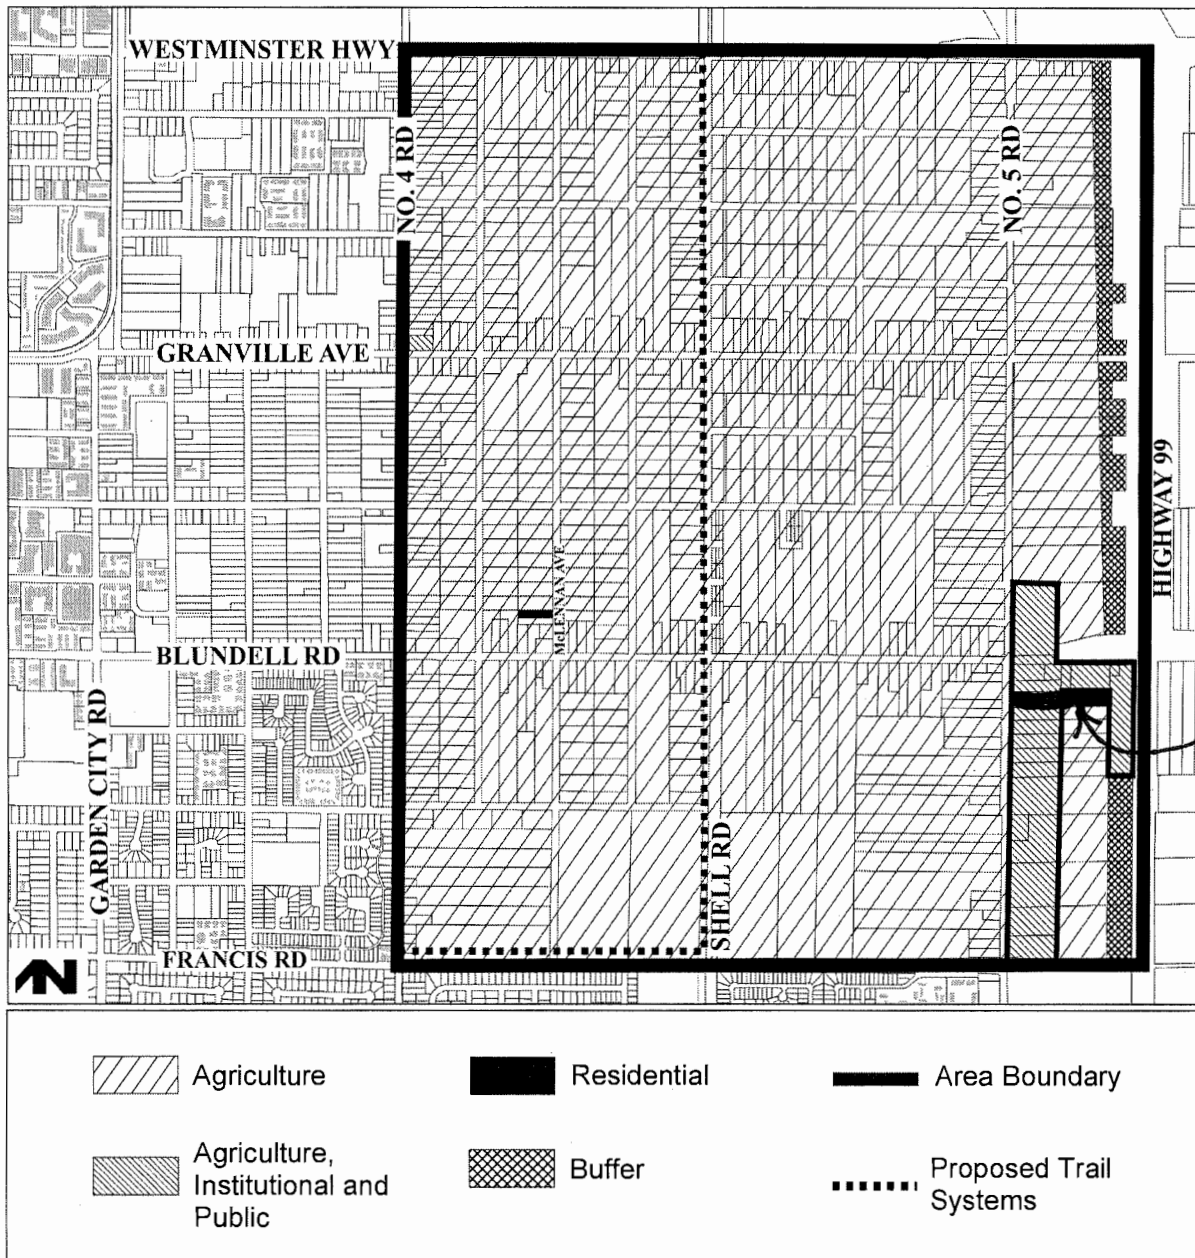 WESTMINSTER HWY
NO. 4 RD
NO. 5 RD
GRANVILLE AVE
HIGHWAY 99
McLENNAN AVE
BLUNDELL RD
GARDEN CITY RD
SHELL RD
FRANCIS RD
N
Agriculture
Residential
Area Boundary
Agriculture,
Institutional and
Public
Buffer
Proposed Trail
Systems